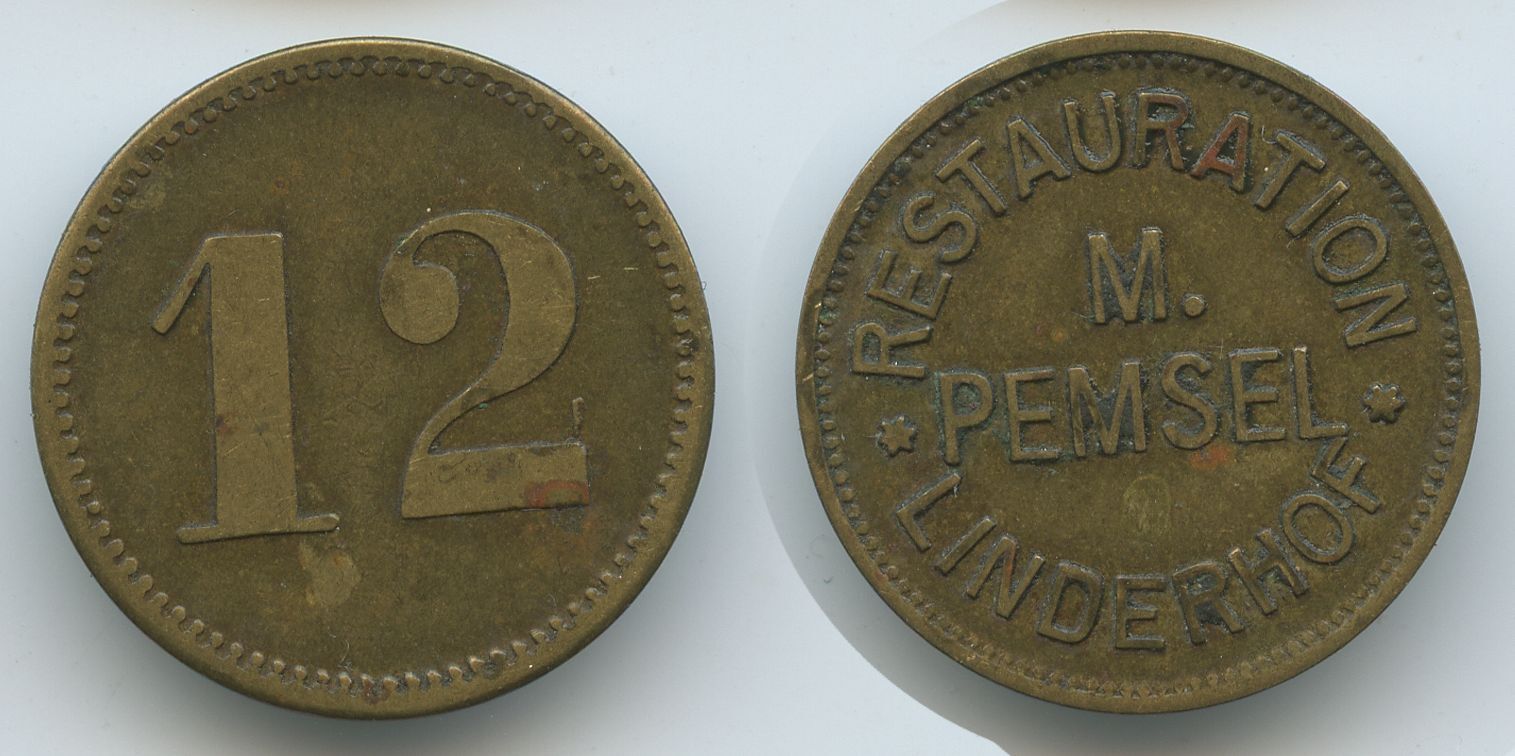 12
RESTAURATION
M.
PEMSEL
LINDERHOF